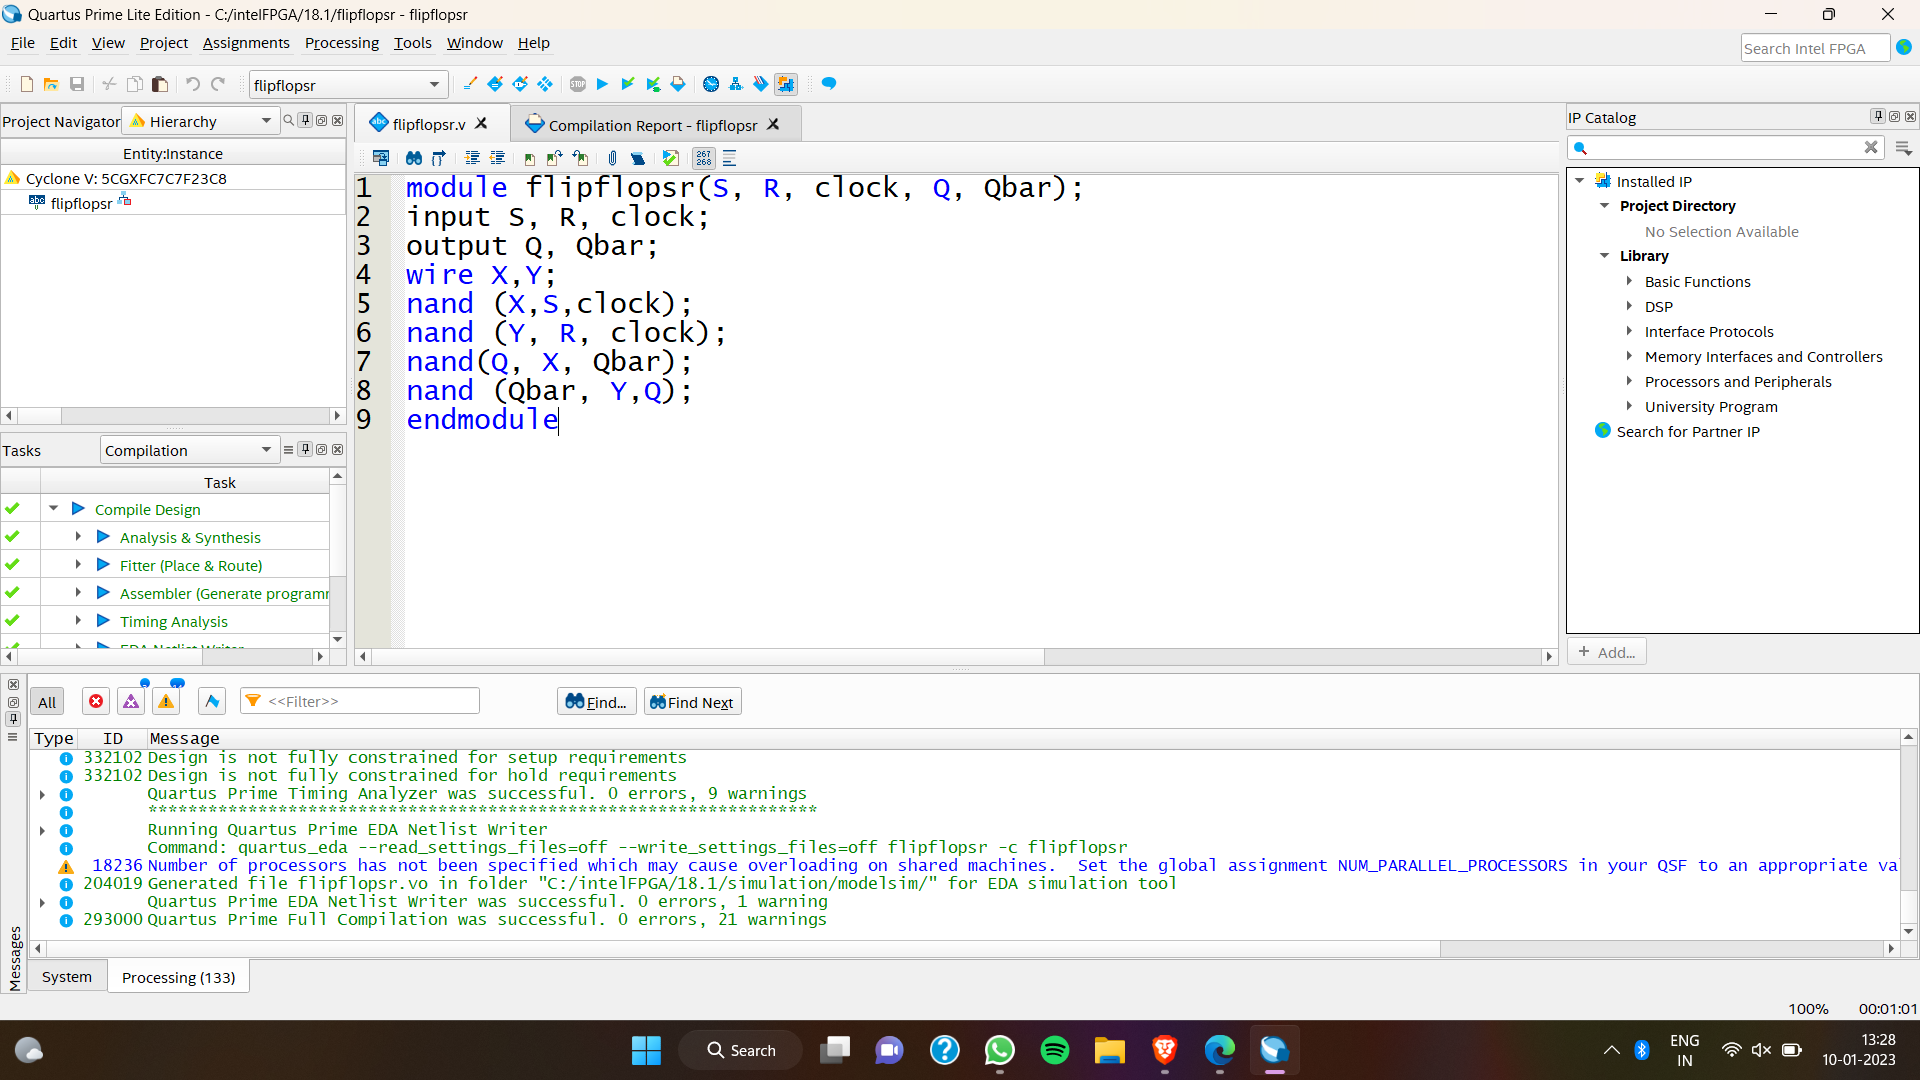 Quartus Prime Lite Edition - C:/intelFPGA/18.1/flipflopsr - flipflopsr
File Edit View Project Assignments Processing Tools Window Help
Search Intel FPGA
flipflopsr
Project Navigator Hierarchy
Entity:Instance
Cyclone V: 5CGXFC7C7F23C8
flipflopsr
Tasks Compilation
Task
Compile Design
Analysis & Synthesis
Fitter (Place & Route)
Assembler (Generate programm
Timing Analysis
EDA Netlist Writer
flipflopsr.v
Compilation Report - flipflopsr
267
268
1 module flipflopsr(S, R, clock, Q, Qbar);
2 input S, R, clock;
3 output Q, Qbar;
4 wire X,Y;
5 nand (X,S,clock);
6 nand (Y, R, clock);
7 nand(Q, X, Qbar);
8 nand (Qbar, Y,Q);
9 endmodule
IP Catalog
Installed IP
Project Directory
No Selection Available
Library
Basic Functions
DSP
Interface Protocols
Memory Interfaces and Controllers
Processors and Peripherals
University Program
Search for Partner IP
+ Add...
All <<Filter>> Find... Find Next
Type ID Message
332102 Design is not fully constrained for setup requirements
332102 Design is not fully constrained for hold requirements
Quartus Prime Timing Analyzer was successful. 0 errors, 9 warnings
*******************************************************************
Running Quartus Prime EDA Netlist Writer
Command: quartus_eda --read_settings_files=off --write_settings_files=off flipflopsr -c flipflopsr
18236 Number of processors has not been specified which may cause overloading on shared machines.  Set the global assignment NUM_PARALLEL_PROCESSORS in your QSF to an appropriate va
204019 Generated file flipflopsr.vo in folder "C:/intelFPGA/18.1/simulation/modelsim/" for EDA simulation tool
Quartus Prime EDA Netlist Writer was successful. 0 errors, 1 warning
293000 Quartus Prime Full Compilation was successful. 0 errors, 21 warnings
Messages
System Processing (133)
100% 00:01:01
Search
ENG
IN
13:28
10-01-2023